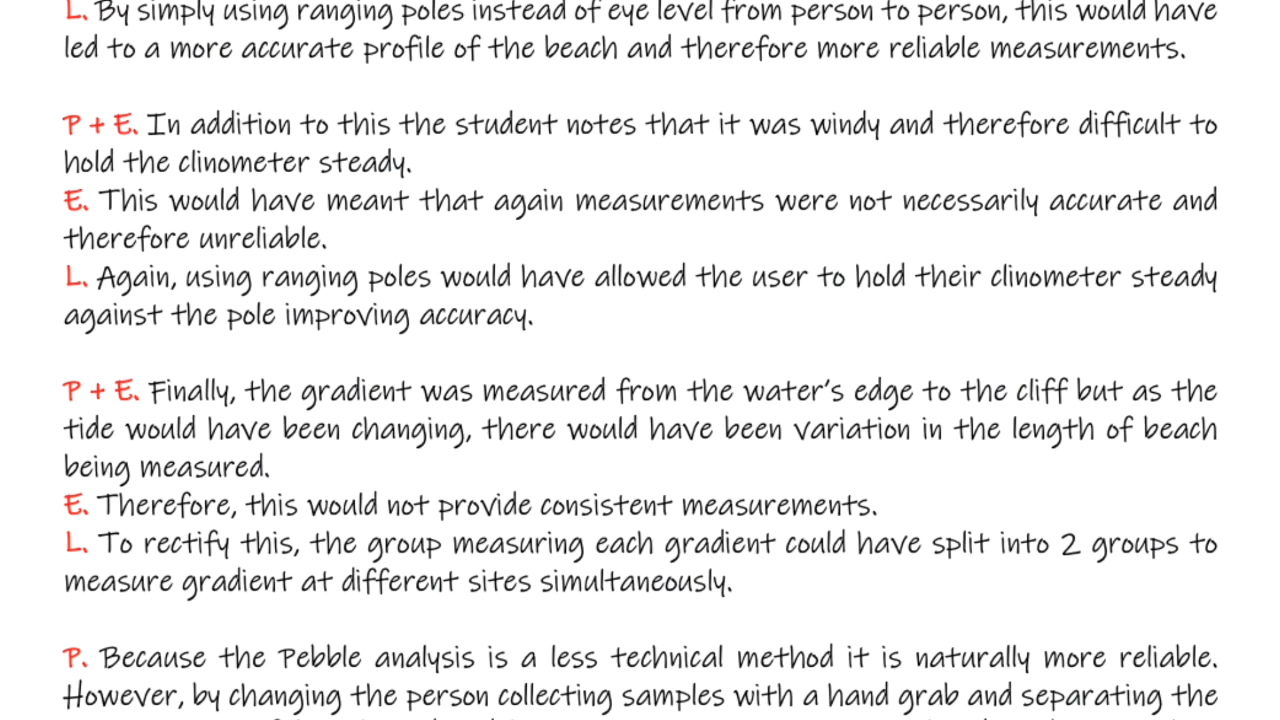 L. By simply using ranging poles instead of eye level from person to person, this would have
led to a more accurate profile of the beach and therefore more reliable measurements.
P + E. In addition to this the student notes that it was windy and therefore difficult to
hold the clinometer steady.
E. This would have meant that again measurements were not necessarily accurate and
therefore unreliable.
L. Again, using ranging poles would have allowed the user to hold their clinometer steady
against the pole improving accuracy.
P + E. Finally, the gradient was measured from the water's edge to the cliff but as the
tide would have been changing, there would have been variation in the length of beach
being measured.
E. Therefore, this would not provide consistent measurements.
L. To rectify this, the group measuring each gradient could have split into 2 groups to
measure gradient at different sites simultaneously.
P. Because the Pebble analysis is a less technical method it is naturally more reliable.
However, by changing the person collecting samples with a hand grab and separating the